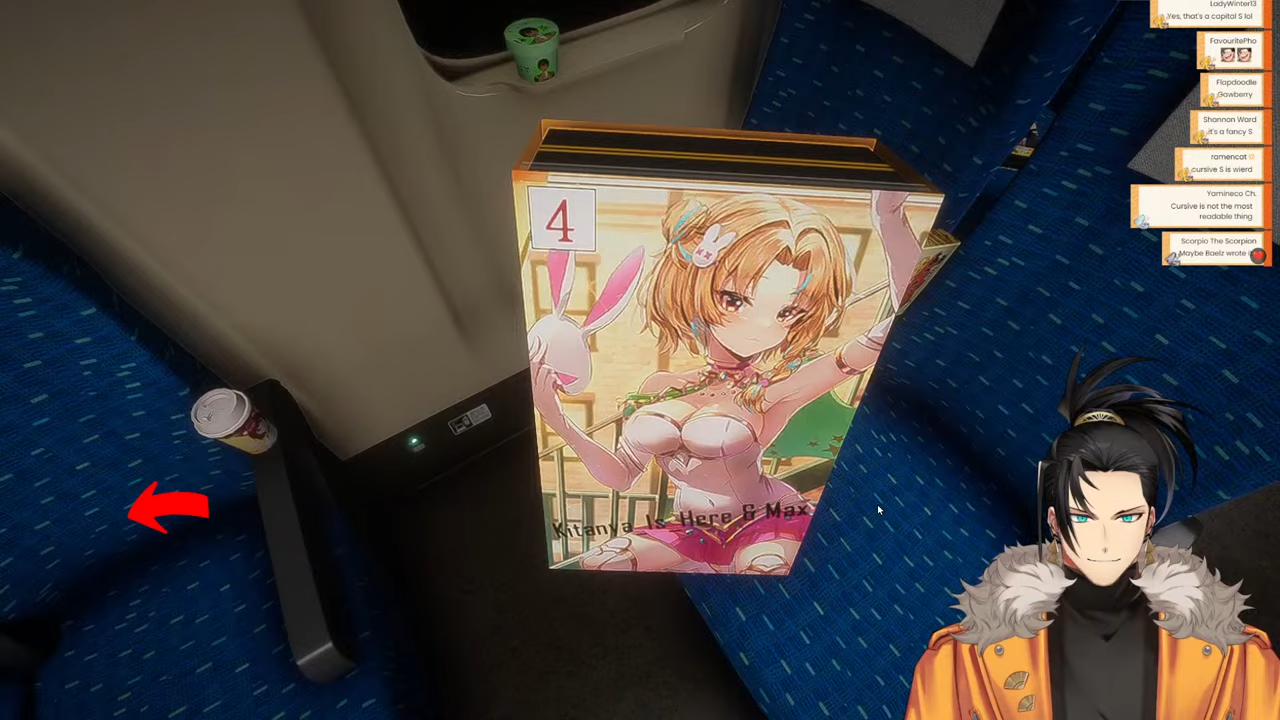 LadyWinter13
Yes, that's a capital S lol
FavouritePho
Flapdoodle
Gawberry
Shannon Ward
it's a fancy S
ramencat
cursive S is wierd
Yamineco Ch.
Cursive is not the most
readable thing
Scorpio The Scorpion
Maybe Baelz wrote
4
Kitanya Is Here & Max